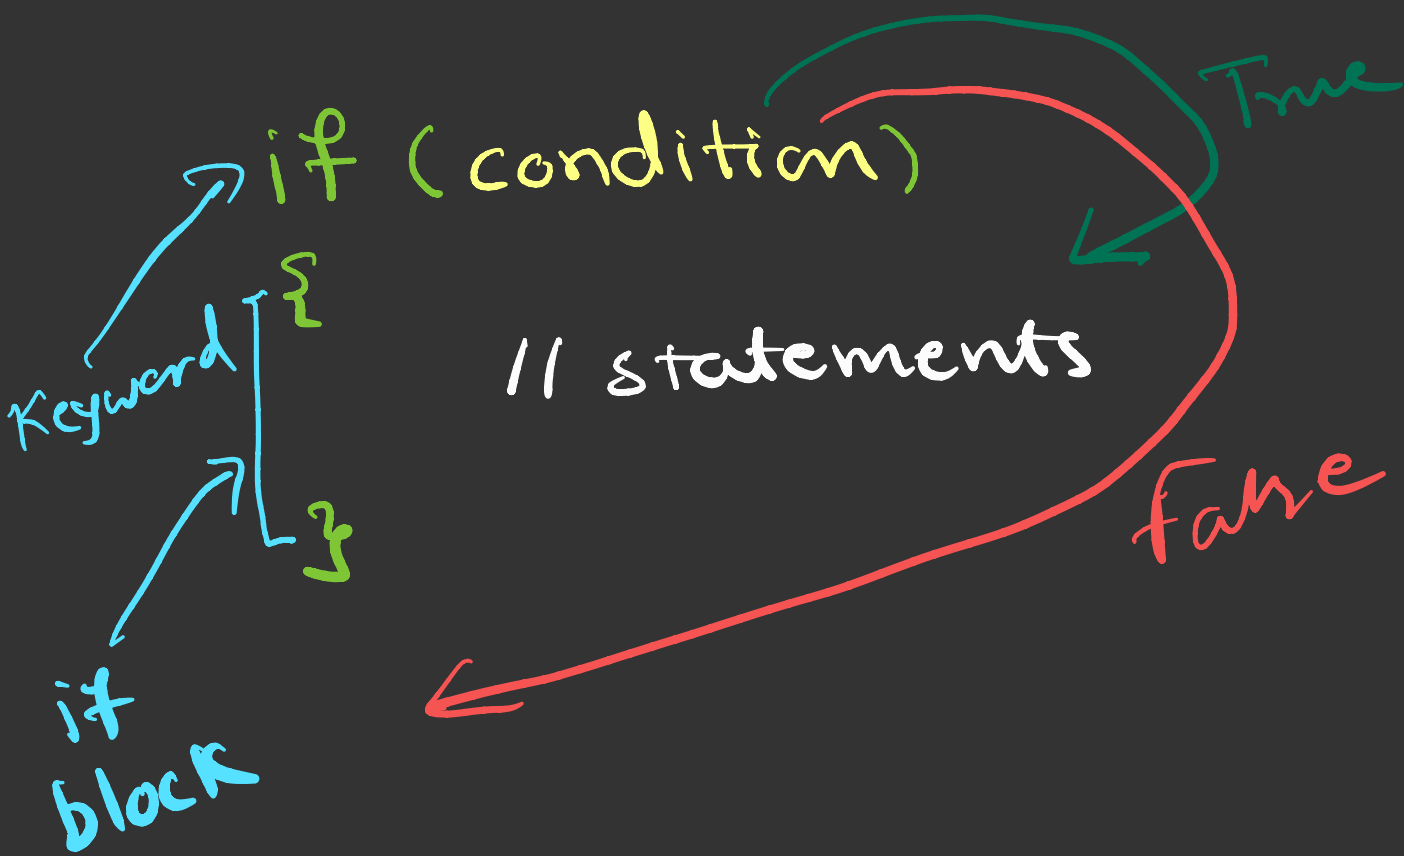 True
if (condition)
{
Keyword
// statements
False
}
if
block